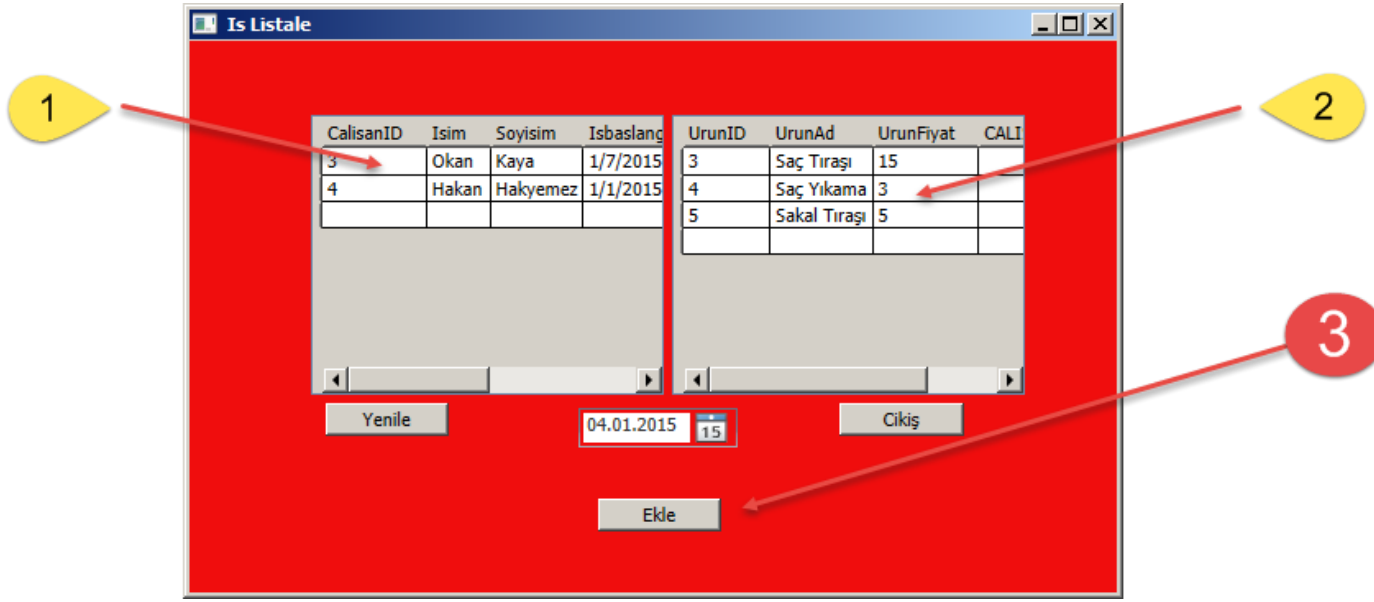 Is Listale
1
2
CalisanID Isim Soyisim Isbaslang
3 Okan Kaya 1/7/2015
4 Hakan Hakyemez 1/1/2015
UrunID UrunAd UrunFiyat CALI
3 Saç Tıraşı 15
4 Saç Yıkama 3
5 Sakal Tıraşı 5
3
Yenile
04.01.2015
15
Cikiş
Ekle